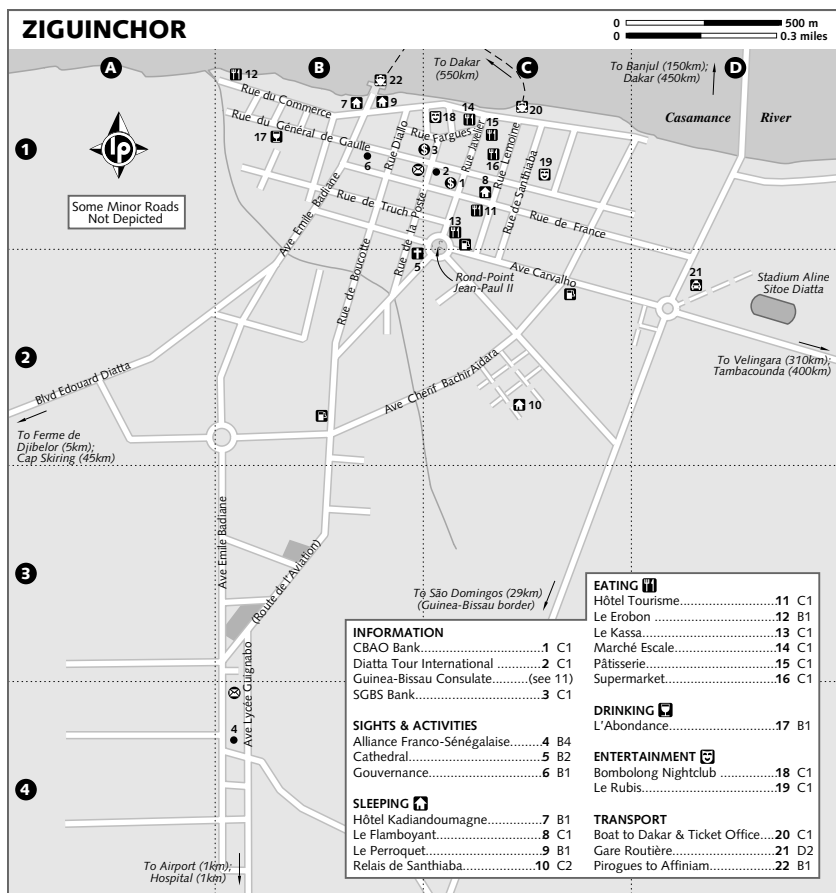 ZIGUINCHOR
0 500 m
0 0.3 miles
A
B
C
D
12
22
To Dakar
(550km)
To Banjul (150km);
Dakar (450km)
7
9
18
14
20
Casamance River
Rue du Commerce
Rue Fargues
15
Rue du Général de Gaulle
17
Rue Diallo
3
Rue Javelier
Rue Lemoine
1
lp
6
2
16
19
1
8
Some Minor Roads
Not Depicted
Ave Emile Badiane
Rue de Truch
Rue de la Poste
11
Rue de Santhiaba
Rue de France
13
Rue de Boucotte
5
Rond-Point
Jean-Paul II
Ave Carvalho
21
Stadium Aline
Sitoe Diatta
2
To Velingara (310km);
Tambacounda (400km)
Blvd Edouard Diatta
Ave Cherif Bachir Aidara
10
To Ferme de
Djibelor (5km);
Cap Skiring (45km)
Ave Emile Badiane
3
(Route de l'Aviation)
To São Domingos (29km)
(Guinea-Bissau border)
Ave Lycée Guignabo
4
4
To Airport (1km);
Hospital (1km)
INFORMATION
CBAO Bank 1 C1
Diatta Tour International 2 C1
Guinea-Bissau Consulate (see 11)
SGBS Bank 3 C1
SIGHTS & ACTIVITIES
Alliance Franco-Sénégalaise 4 B4
Cathedral 5 B2
Gouvernance 6 B1
SLEEPING
Hôtel Kadiandoumagne 7 B1
Le Flamboyant 8 C1
Le Perroquet 9 B1
Relais de Santhiaba 10 C2
EATING
Hôtel Tourisme 11 C1
Le Erobon 12 B1
Le Kassa 13 C1
Marché Escale 14 C1
Pâtisserie 15 C1
Supermarket 16 C1
DRINKING
L'Abondance 17 B1
ENTERTAINMENT
Bombolong Nightclub 18 C1
Le Rubis 19 C1
TRANSPORT
Boat to Dakar & Ticket Office 20 C1
Gare Routière 21 D2
Pirogues to Affiniam 22 B1